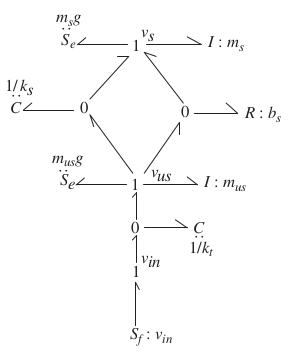 m_s g
S_e 1 v_s I : m_s
1/k_s
C 0 0 R : b_s
m_us g
S_e 1 v_us I : m_us
0 C
1/k_t
v_in
1
S_f : v_in